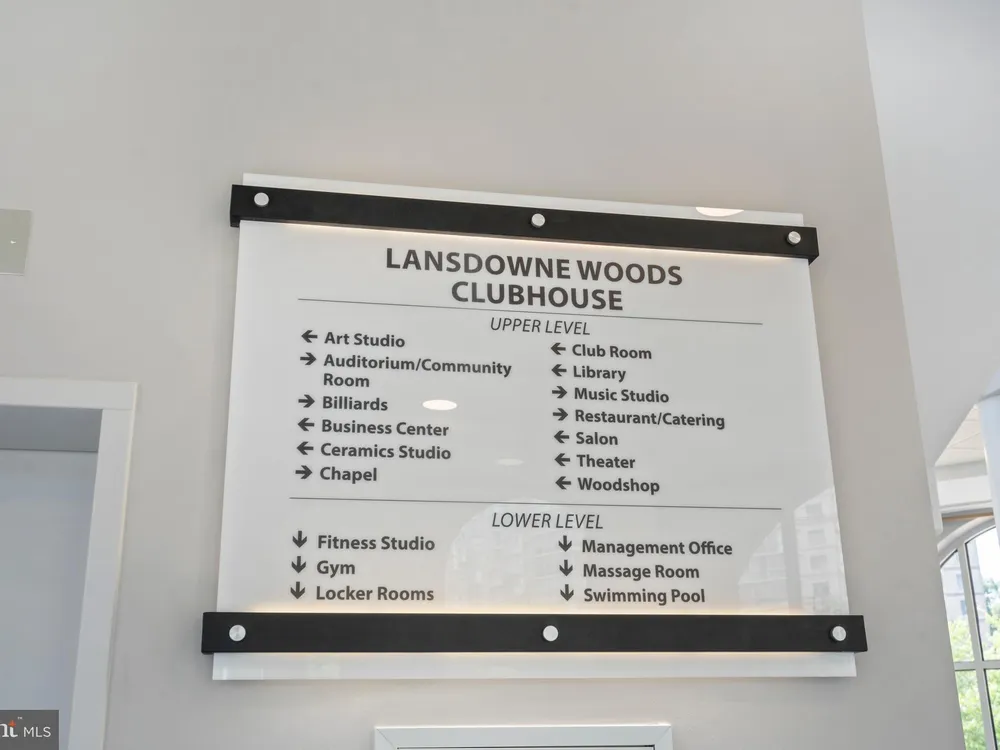 LANSDOWNE WOODS
CLUBHOUSE
UPPER LEVEL
← Art Studio
→ Auditorium/Community
Room
→ Billiards
← Business Center
← Ceramics Studio
→ Chapel
← Club Room
← Library
→ Music Studio
→ Restaurant/Catering
← Salon
← Theater
← Woodshop
LOWER LEVEL
↓ Fitness Studio
↓ Gym
↓ Locker Rooms
↓ Management Office
↓ Massage Room
↓ Swimming Pool
MLS